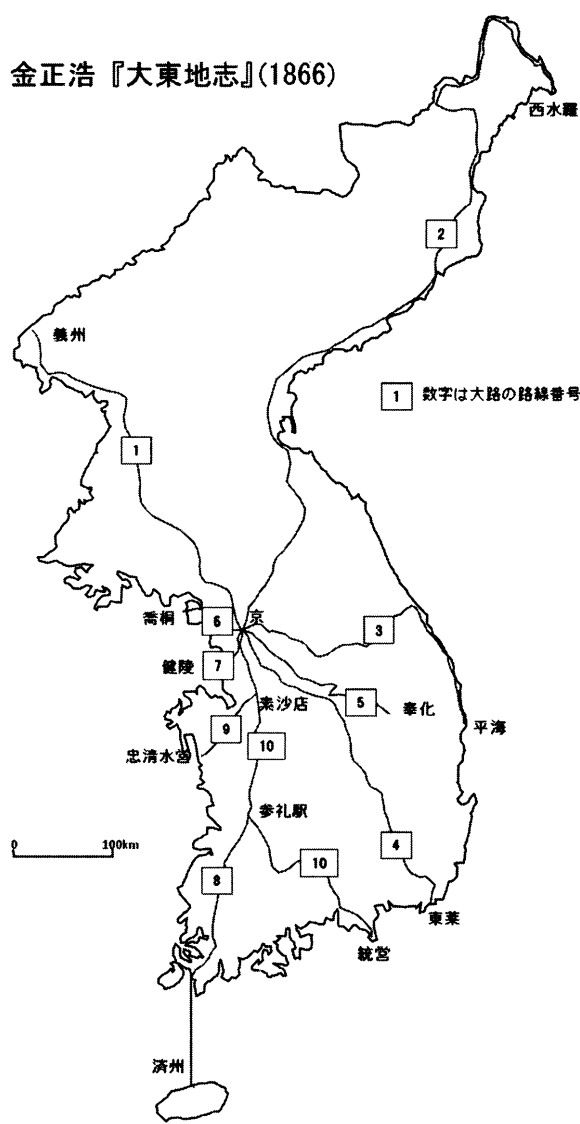 金正浩『大東地志』(1866)
西水羅
2
義州
1 数字は大路の路線番号
1
喬桐
6
京
3
健陵
7
素沙店
5
奉化
平海
9
忠清水営
10
参礼駅
0 100km
4
10
8
東莱
統営
済州